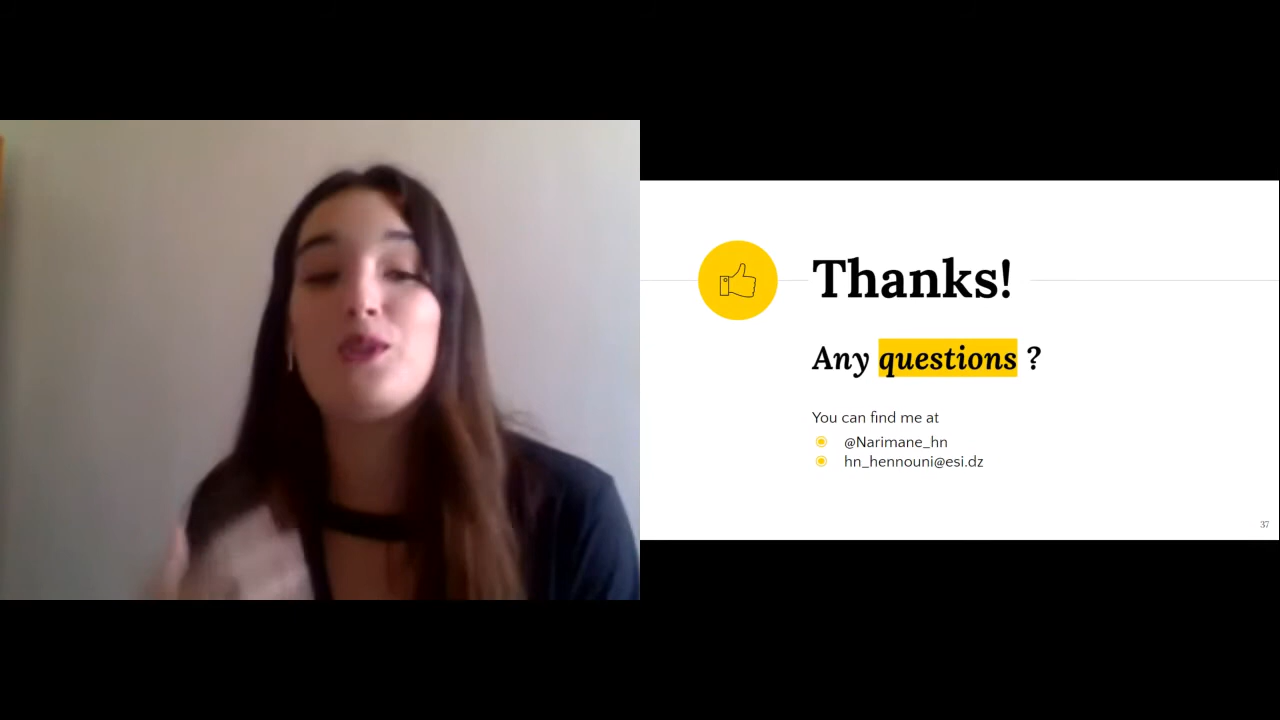 Thanks!
Any questions ?
You can find me at
@Narimane_hn
hn_hennouni@esi.dz
37